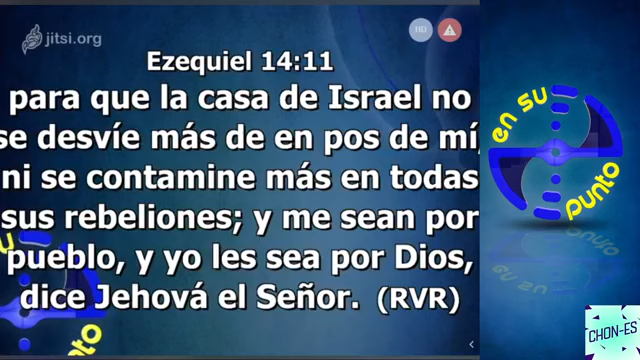 jitsi.org
HD
Ezequiel 14:11
para que la casa de Israel no
se desvíe más de en pos de mí,
ni se contamine más en todas
sus rebeliones; y me sean por
pueblo, y yo les sea por Dios,
dice Jehová el Señor. (RVR)
en su
punto
CHON-ES